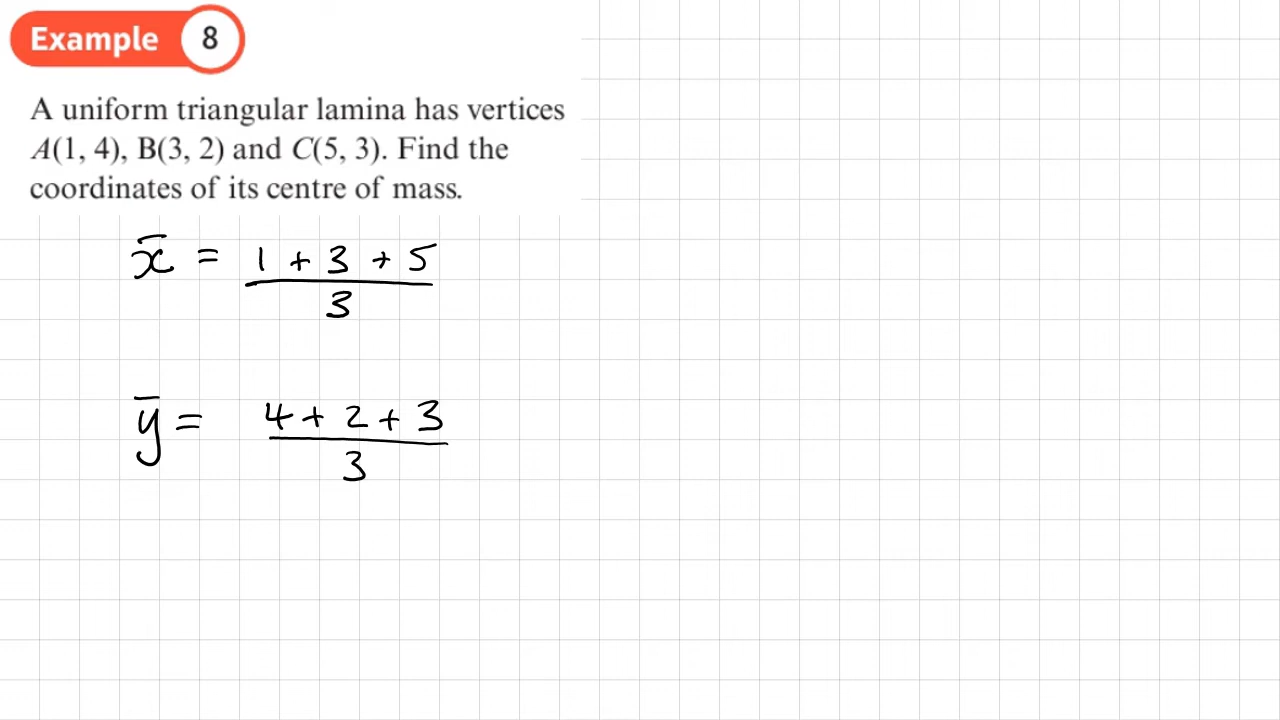 Example 8
A uniform triangular lamina has vertices
A(1, 4), B(3, 2) and C(5, 3). Find the
coordinates of its centre of mass.
x̄ = 1 + 3 + 5
3
ȳ = 4 + 2 + 3
3